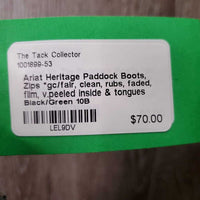 The Tack Collector
1001899-53
Ariat Heritage Paddock Boots,
Zips *gc/fair, clean, rubs, faded,
film, v.peeled inside & tongues
Black/Green 10B
$70.00
LEL9DV